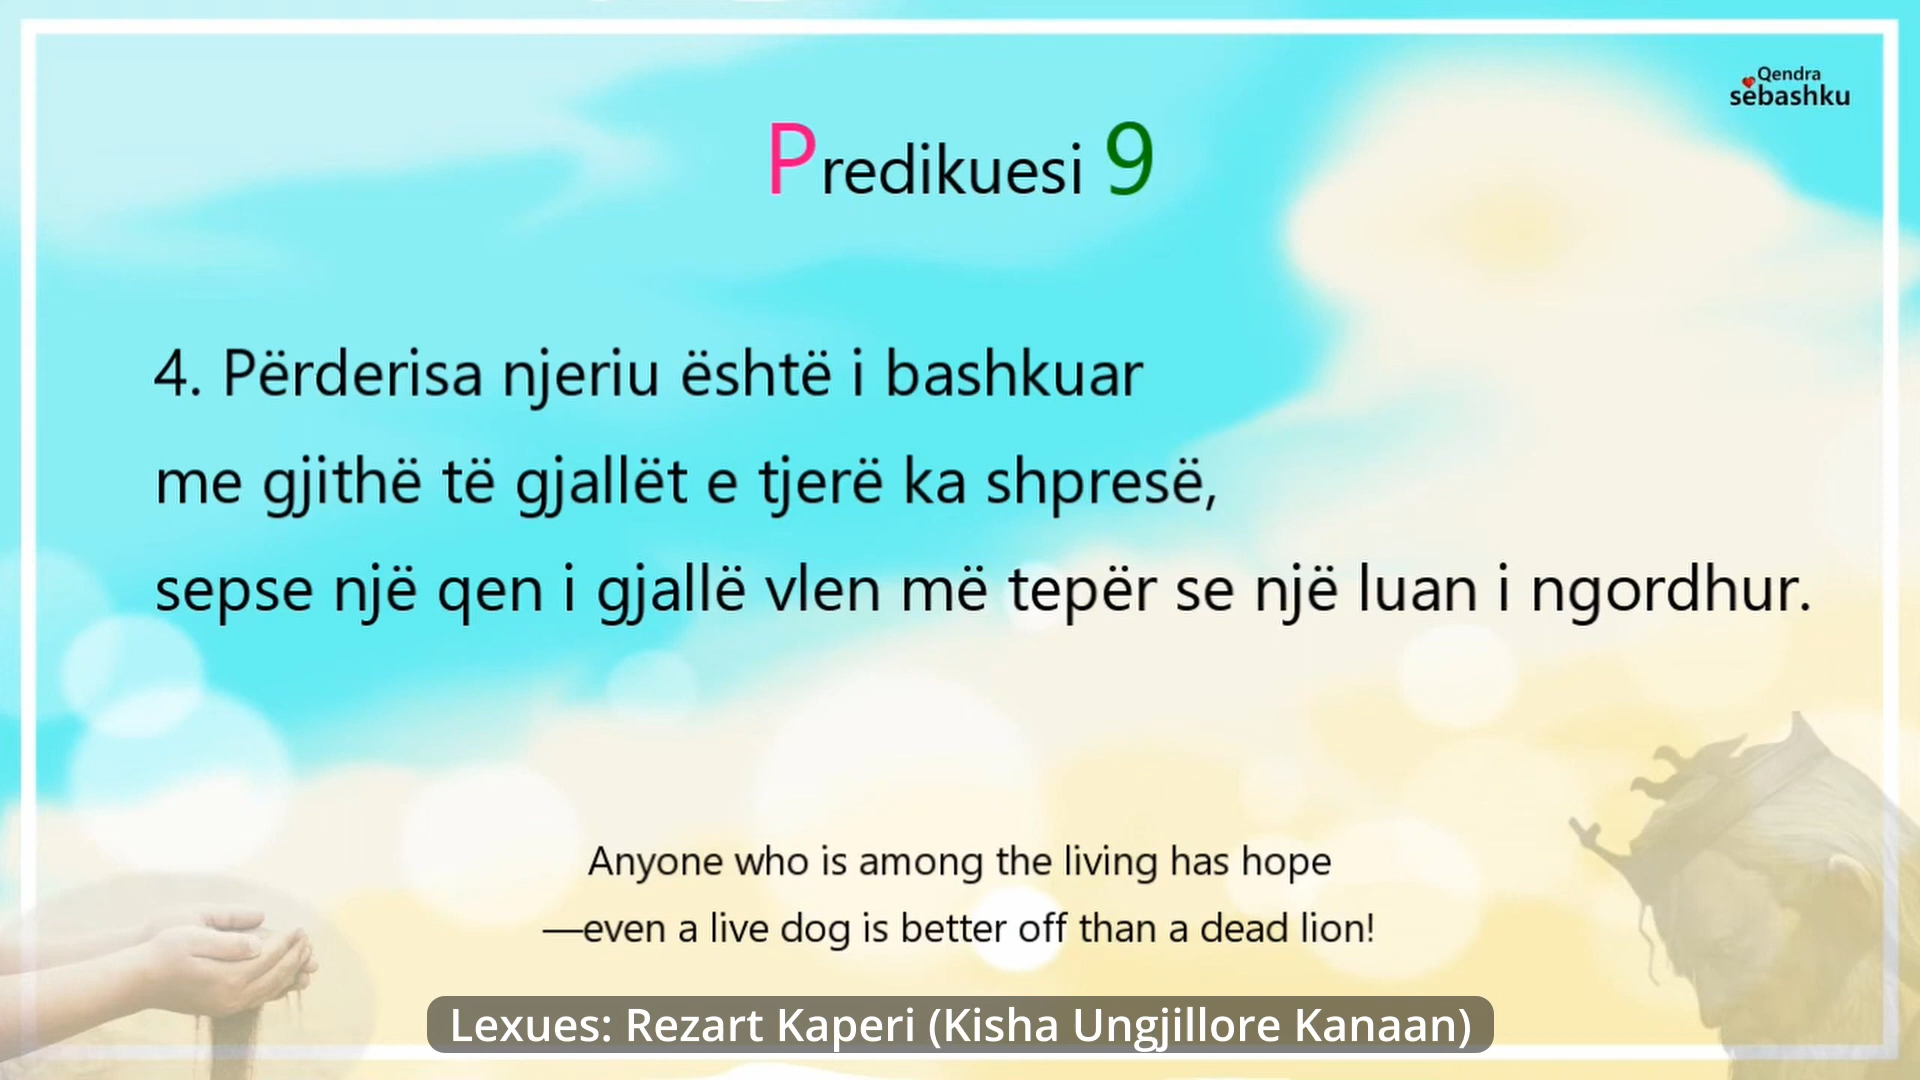 Qendra
sëbashku
Predikuesi 9
4. Përderisa njeriu është i bashkuar
me gjithë të gjallët e tjerë ka shpresë,
sepse një qen i gjallë vlen më tepër se një luan i ngordhur.
Anyone who is among the living has hope
—even a live dog is better off than a dead lion!
Lexues: Rezart Kaperi (Kisha Ungjillore Kanaan)